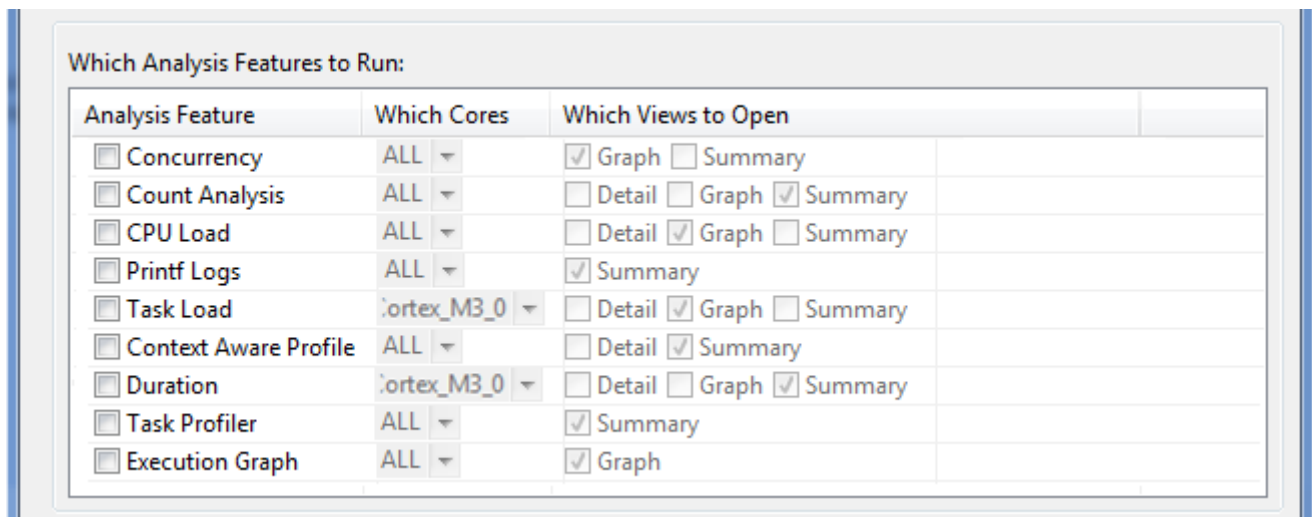 Which Analysis Features to Run:
Analysis Feature Which Cores Which Views to Open
Concurrency ALL Graph Summary
Count Analysis ALL Detail Graph Summary
CPU Load ALL Detail Graph Summary
Printf Logs ALL Summary
Task Load ortex_M3_0 Detail Graph Summary
Context Aware Profile ALL Detail Summary
Duration ortex_M3_0 Detail Graph Summary
Task Profiler ALL Summary
Execution Graph ALL Graph